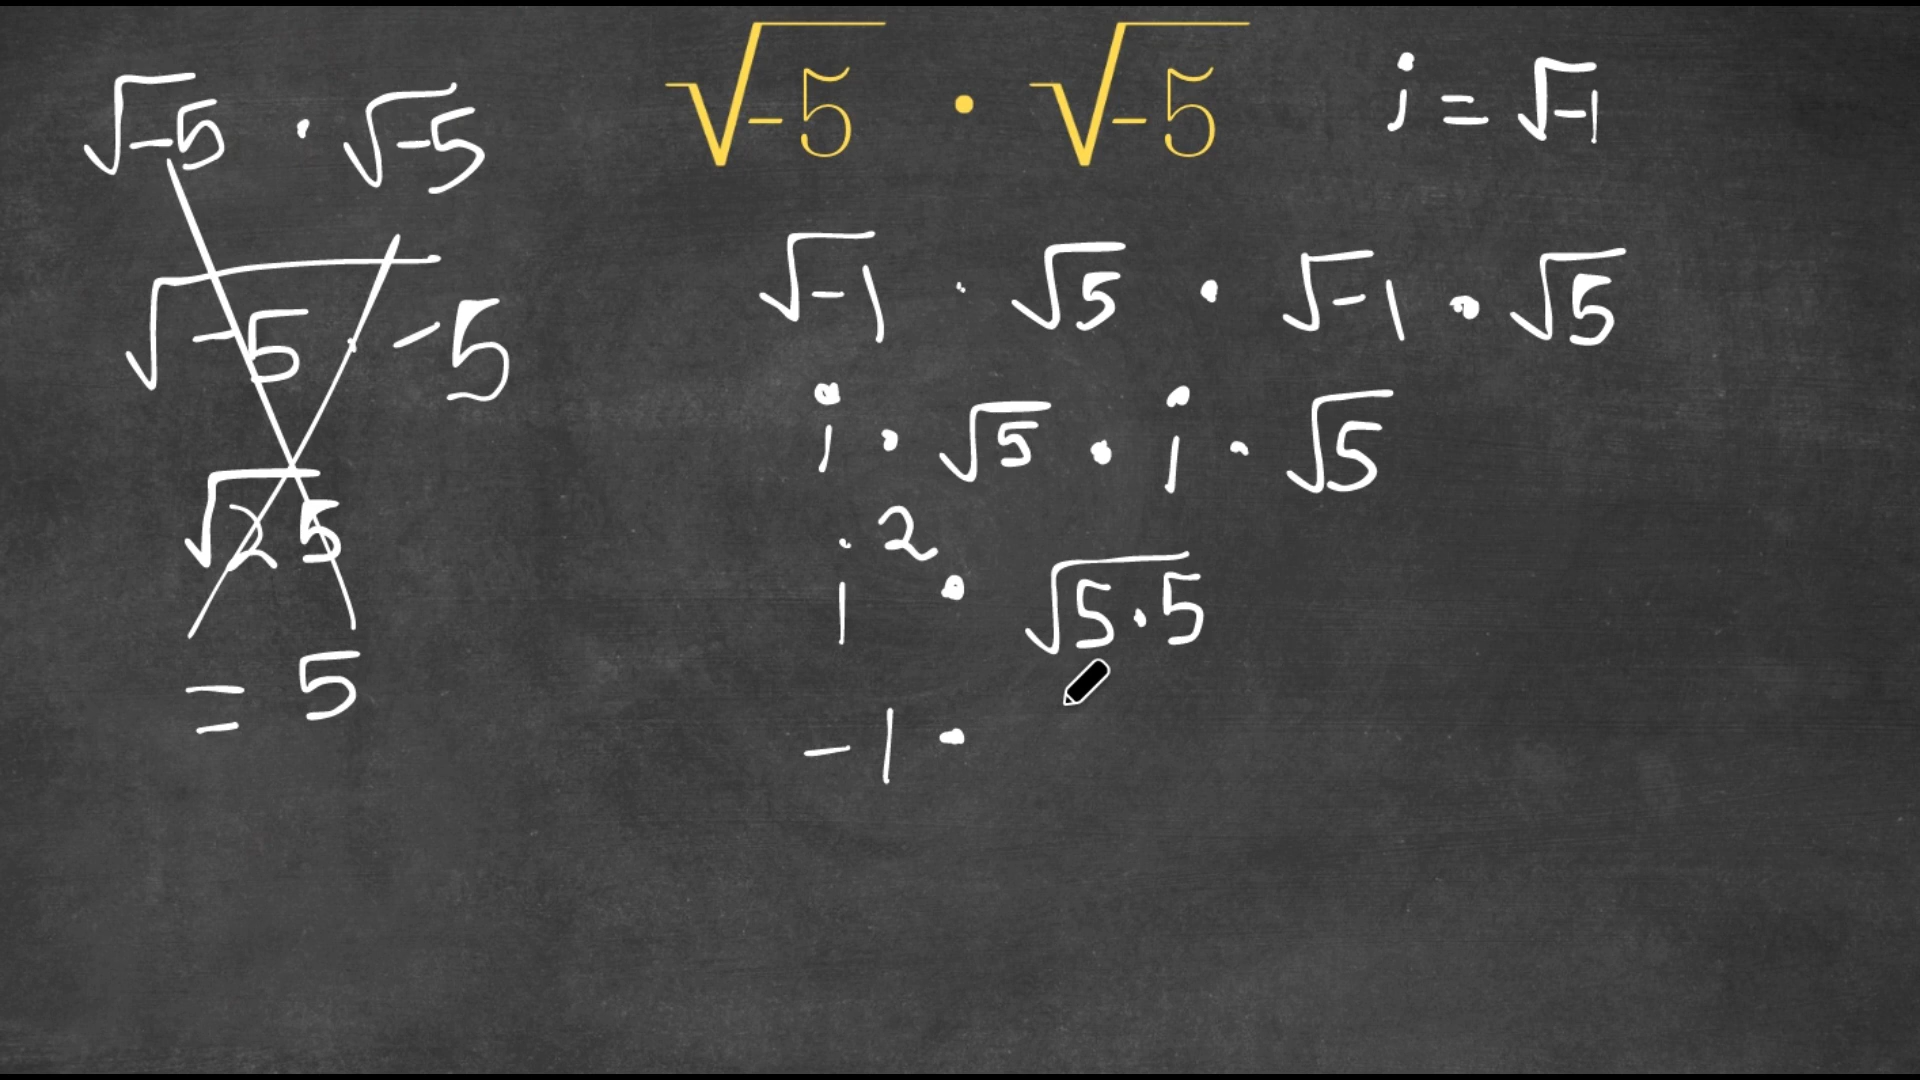 √-5 · √-5
i = √-1
√-5 · √-5
√-5 · -5
√25
= 5
√-1 · √5 · √-1 · √5
i · √5 · i · √5
i² · √5·5
-1 ·